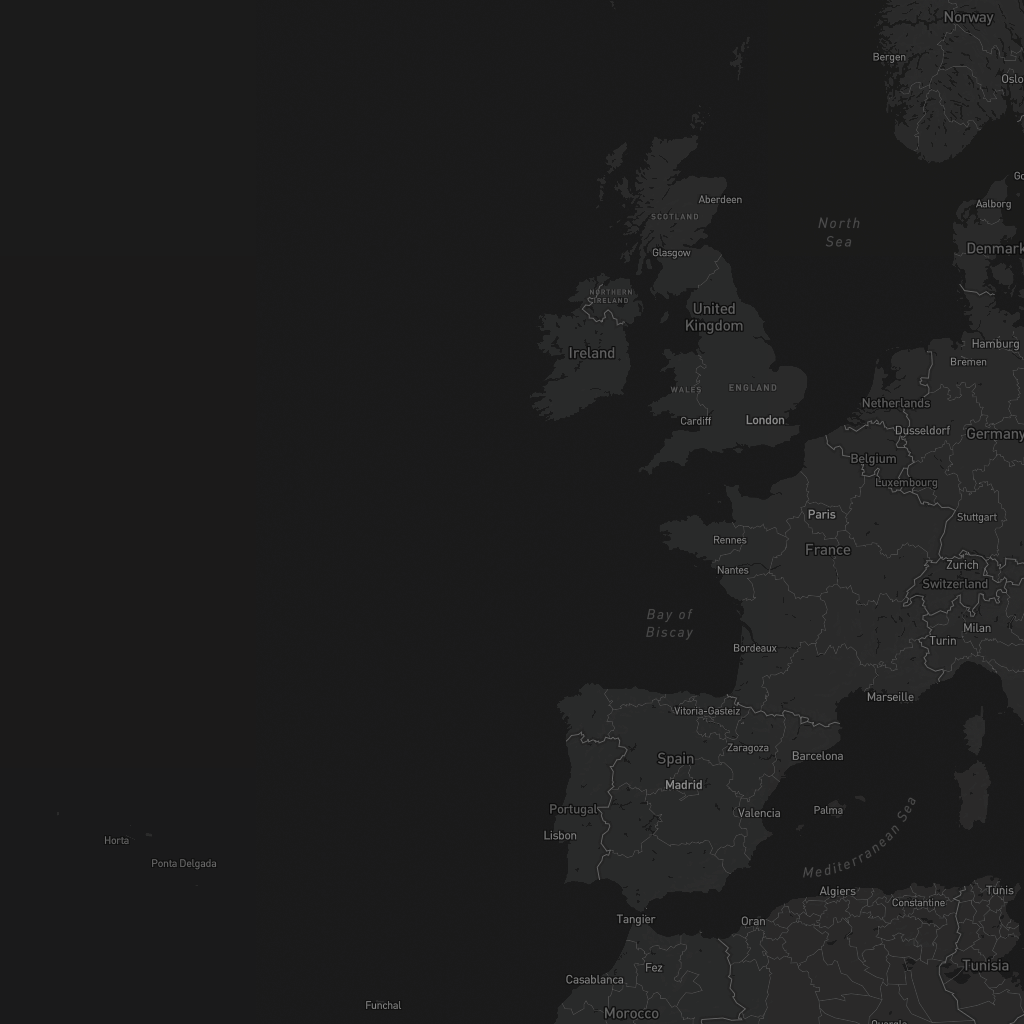 Norway
Bergen
Oslo
Aberdeen
SCOTLAND
Aalborg
North
Sea
Glasgow
Denmark
NORTHERN
IRELAND
United
Kingdom
Ireland
Hamburg
Bremen
WALES
ENGLAND
Netherlands
Cardiff
London
Dusseldorf
Germany
Belgium
Luxembourg
Paris
Stuttgart
Rennes
France
Nantes
Zurich
Switzerland
Bay of
Biscay
Milan
Turin
Bordeaux
Marseille
Vitoria-Gasteiz
Zaragoza
Spain
Barcelona
Madrid
Portugal
Valencia
Palma
Lisbon
Horta
Ponta Delgada
Mediterranean Sea
Algiers
Tunis
Constantine
Tangier
Oran
Fez
Tunisia
Casablanca
Funchal
Morocco